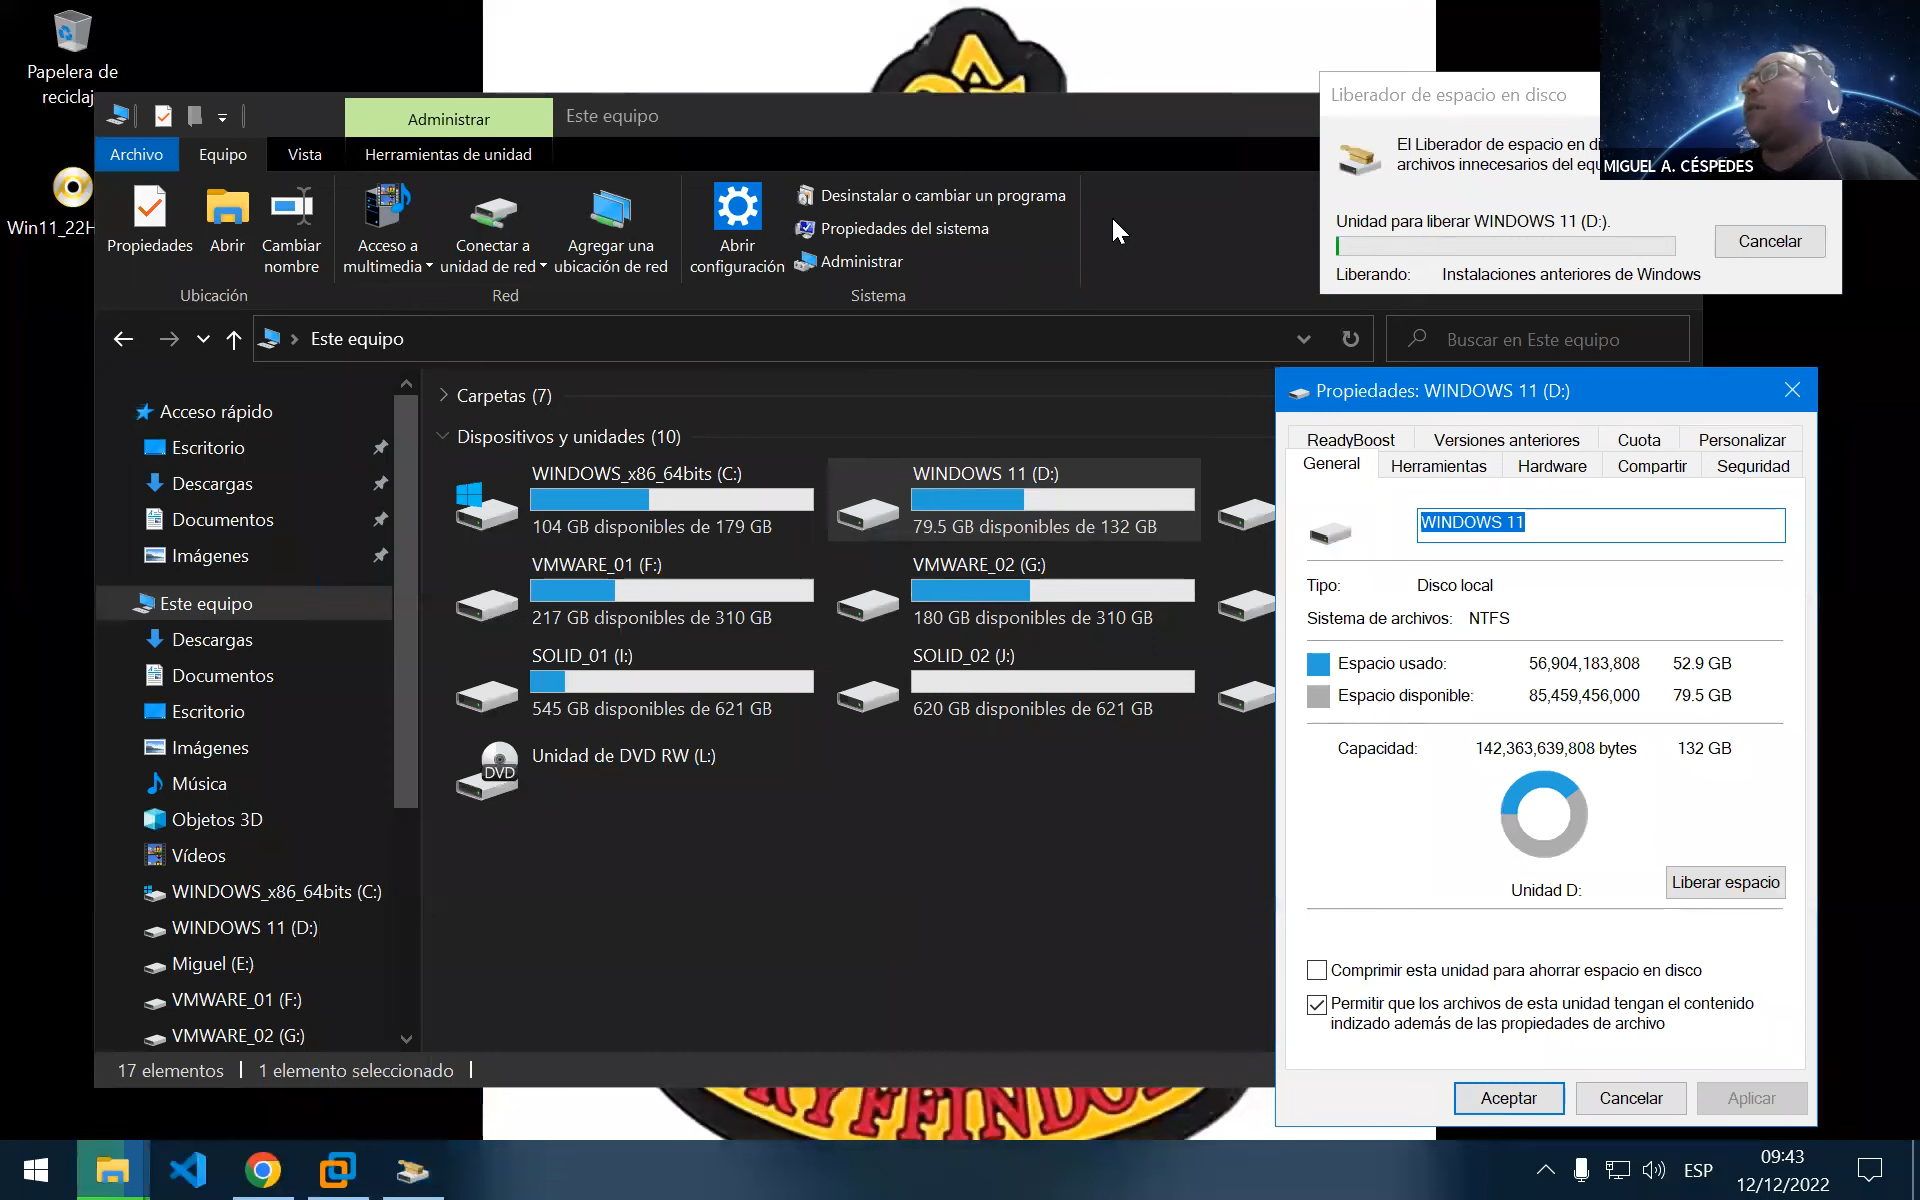 Papelera de
reciclaj
Win11_22H
Administrar
Este equipo
Archivo
Equipo
Vista
Herramientas de unidad
Propiedades
Abrir
Cambiar
nombre
Ubicación
Acceso a
multimedia
Conectar a
unidad de red
Agregar una
ubicación de red
Red
Abrir
configuración
Desinstalar o cambiar un programa
Propiedades del sistema
Administrar
Sistema
Este equipo
Buscar en Este equipo
Acceso rápido
Escritorio
Descargas
Documentos
Imágenes
Este equipo
Descargas
Documentos
Escritorio
Imágenes
Música
Objetos 3D
Vídeos
WINDOWS_x86_64bits (C:)
WINDOWS 11 (D:)
Miguel (E:)
VMWARE_01 (F:)
VMWARE_02 (G:)
Carpetas (7)
Dispositivos y unidades (10)
WINDOWS_x86_64bits (C:)
104 GB disponibles de 179 GB
WINDOWS 11 (D:)
79.5 GB disponibles de 132 GB
VMWARE_01 (F:)
217 GB disponibles de 310 GB
VMWARE_02 (G:)
180 GB disponibles de 310 GB
SOLID_01 (I:)
545 GB disponibles de 621 GB
SOLID_02 (J:)
620 GB disponibles de 621 GB
DVD
Unidad de DVD RW (L:)
17 elementos
1 elemento seleccionado
Liberador de espacio en disco
El Liberador de espacio en di
archivos innecesarios del equ
Unidad para liberar WINDOWS 11 (D:).
Cancelar
Liberando: Instalaciones anteriores de Windows
MIGUEL A. CÉSPEDES
Propiedades: WINDOWS 11 (D:)
ReadyBoost
Versiones anteriores
Cuota
Personalizar
General
Herramientas
Hardware
Compartir
Seguridad
WINDOWS 11
Tipo: Disco local
Sistema de archivos: NTFS
Espacio usado: 56,904,183,808 52.9 GB
Espacio disponible: 85,459,456,000 79.5 GB
Capacidad: 142,363,639,808 bytes 132 GB
Unidad D:
Liberar espacio
Comprimir esta unidad para ahorrar espacio en disco
Permitir que los archivos de esta unidad tengan el contenido
indizado además de las propiedades de archivo
Aceptar
Cancelar
Aplicar
ESP
09:43
12/12/2022